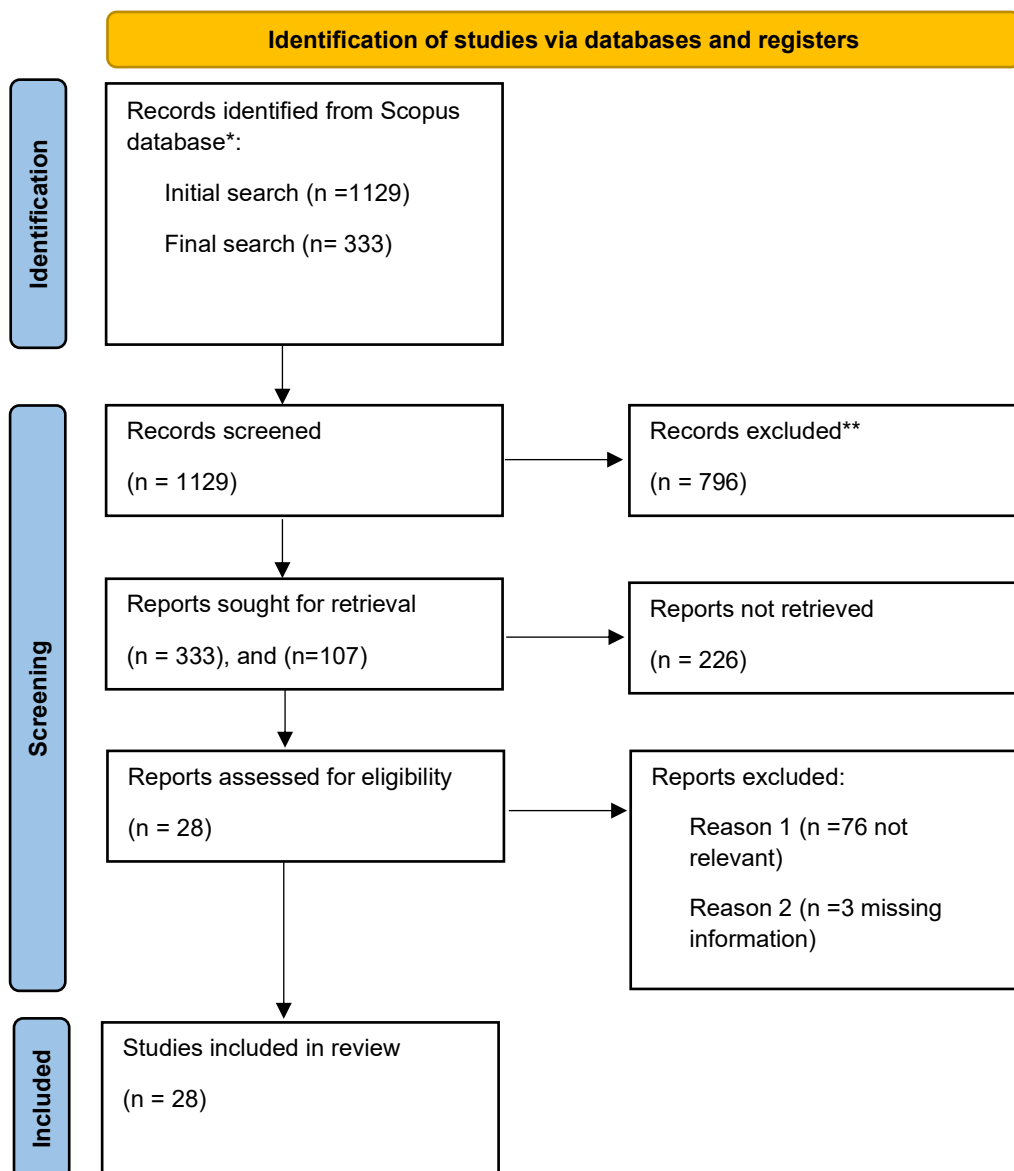 Identification of studies via databases and registers
Identification
Records identified from Scopus
database*:
Initial search (n =1129)
Final search (n= 333)
Screening
Records screened
(n = 1129)
Records excluded**
(n = 796)
Reports sought for retrieval
(n = 333), and (n=107)
Reports not retrieved
(n = 226)
Reports assessed for eligibility
(n = 28)
Reports excluded:
Reason 1 (n =76 not
relevant)
Reason 2 (n =3 missing
information)
Included
Studies included in review
(n = 28)